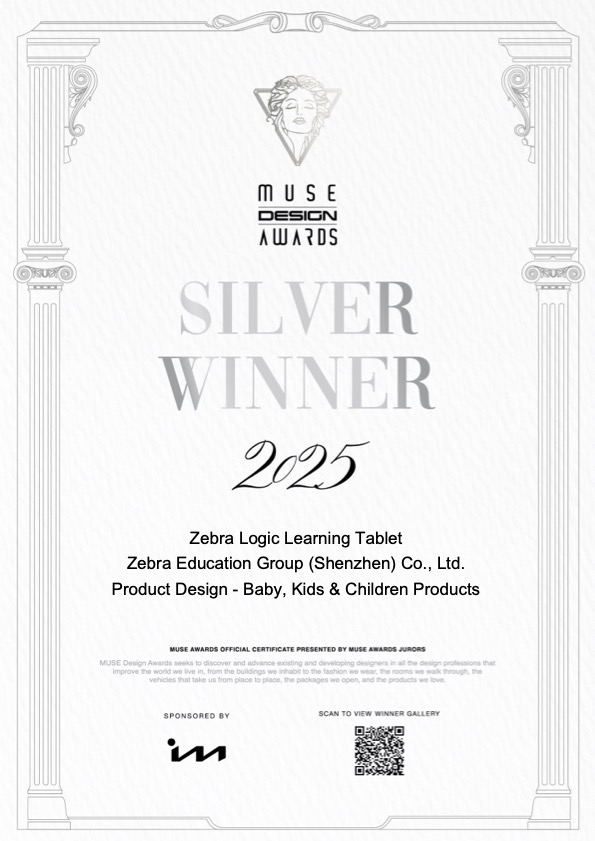 MUSE
DESIGN
AWARDS
SILVER
WINNER
2025
Zebra Logic Learning Tablet
Zebra Education Group (Shenzhen) Co., Ltd.
Product Design - Baby, Kids & Children Products
MUSE AWARDS OFFICIAL CERTIFICATE PRESENTED BY MUSE AWARDS JURORS
MUSE Design Awards seeks to discover and advance existing and developing designers in all the design professions that
improve the world we live in, from the buildings we inhabit to the fashion we wear, the rooms we walk through, the
vehicles that take us from place to place, the packages we open, and the products we love.
SPONSORED BY
SCAN TO VIEW WINNER GALLERY